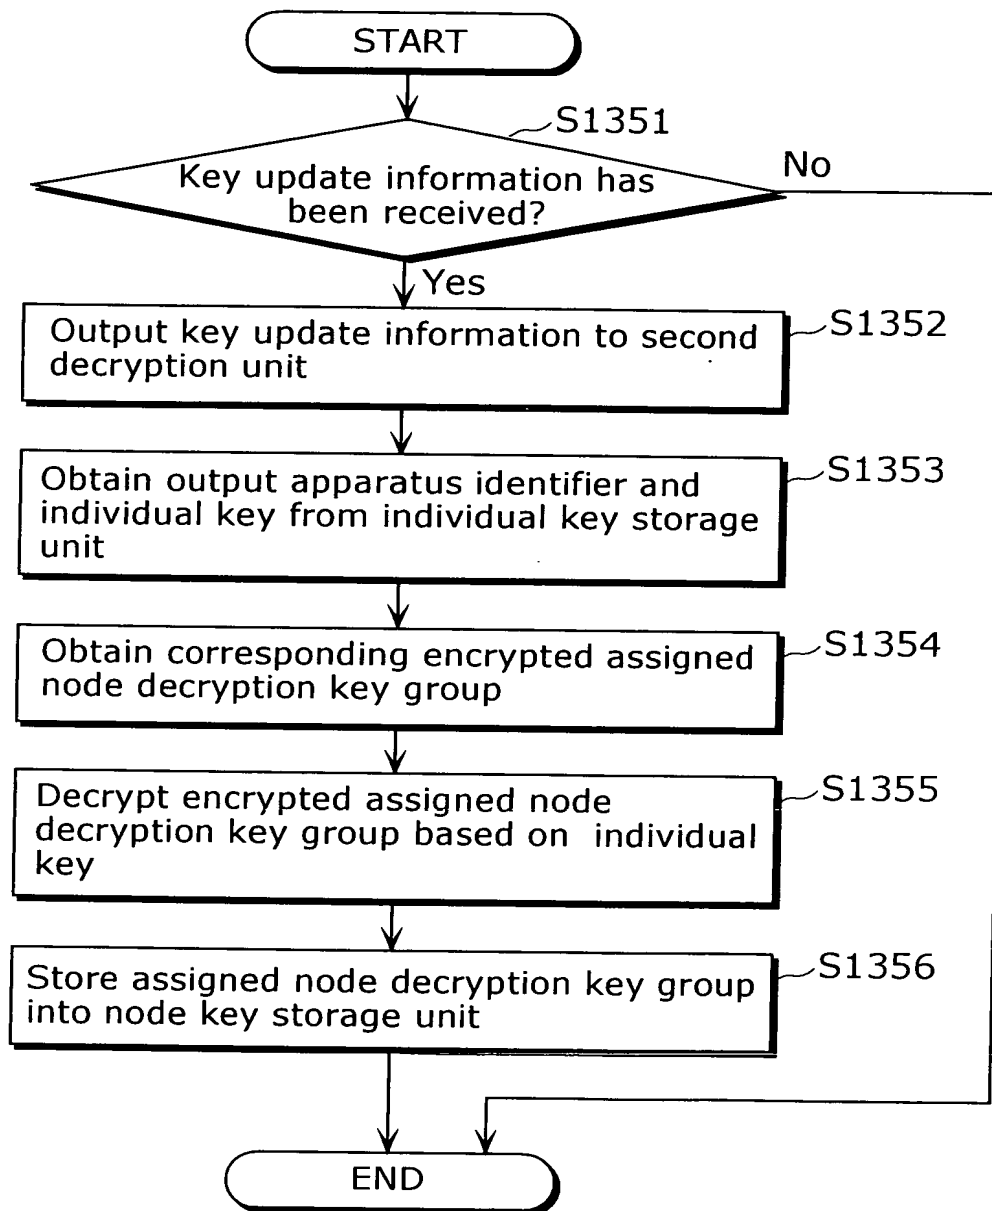 START
S1351
Key update information has
been received?
No
Yes
Output key update information to second
decryption unit
S1352
Obtain output apparatus identifier and
individual key from individual key storage
unit
S1353
Obtain corresponding encrypted assigned
node decryption key group
S1354
Decrypt encrypted assigned node
decryption key group based on individual
key
S1355
Store assigned node decryption key group
into node key storage unit
S1356
END